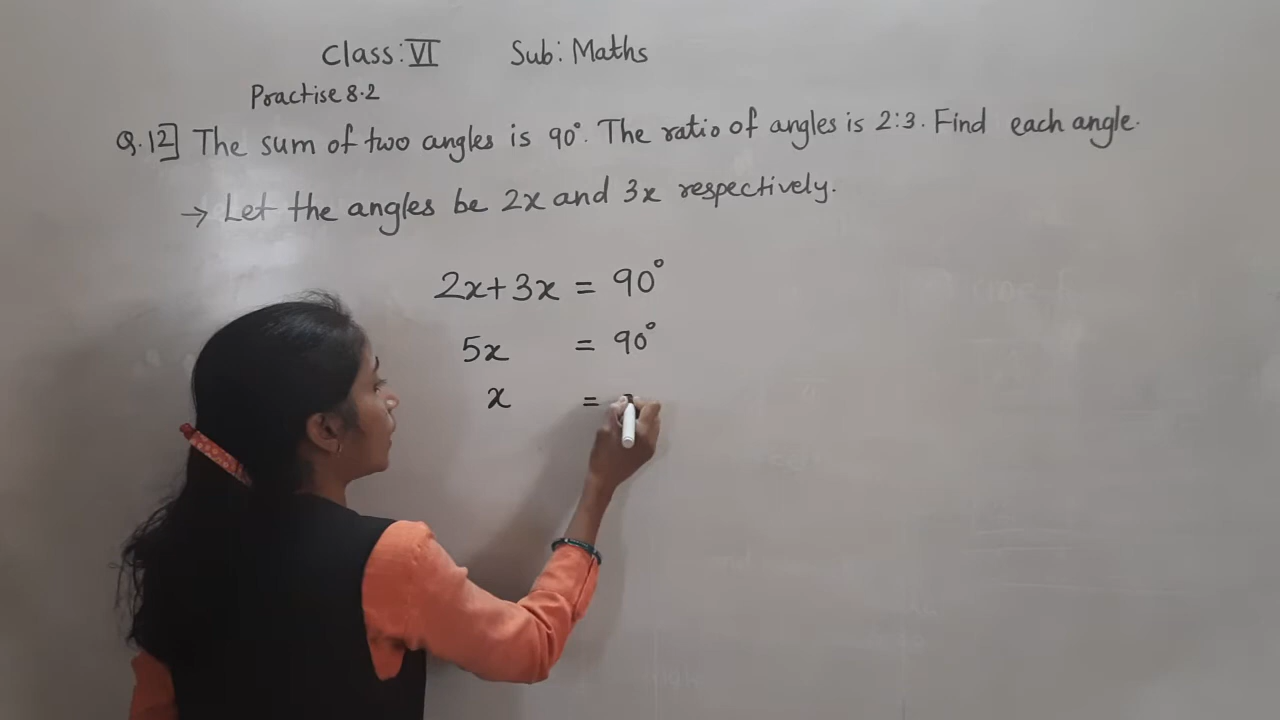 Class: VI Sub: Maths
Practise 8.2
Q.12] The sum of two angles is 90°. The ratio of angles is 2:3. Find each angle.
→ Let the angles be 2x and 3x respectively.
2x+3x = 90°
5x = 90°
x =